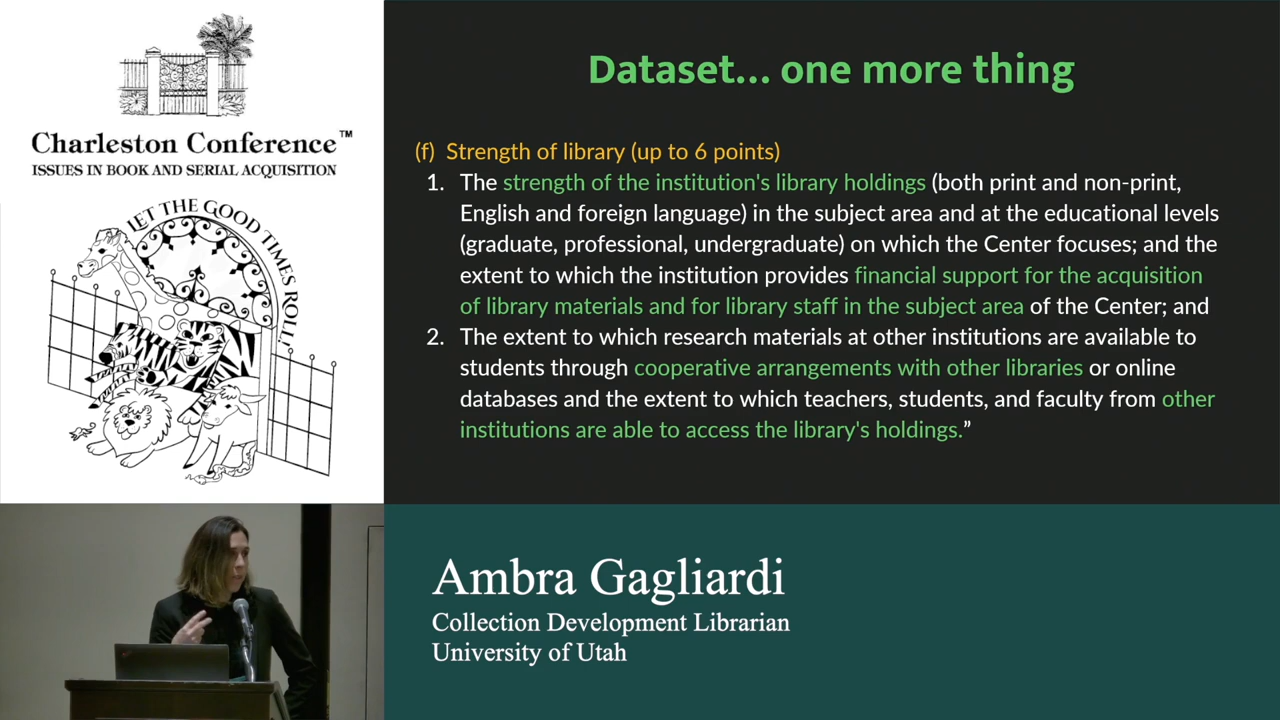 Charleston Conference™
ISSUES IN BOOK AND SERIAL ACQUISITION
LET THE GOOD TIMES ROLL!
Dataset... one more thing
(f) Strength of library (up to 6 points)
1. The strength of the institution's library holdings (both print and non-print,
English and foreign language) in the subject area and at the educational levels
(graduate, professional, undergraduate) on which the Center focuses; and the
extent to which the institution provides financial support for the acquisition
of library materials and for library staff in the subject area of the Center; and
2. The extent to which research materials at other institutions are available to
students through cooperative arrangements with other libraries or online
databases and the extent to which teachers, students, and faculty from other
institutions are able to access the library's holdings.”
Ambra Gagliardi
Collection Development Librarian
University of Utah